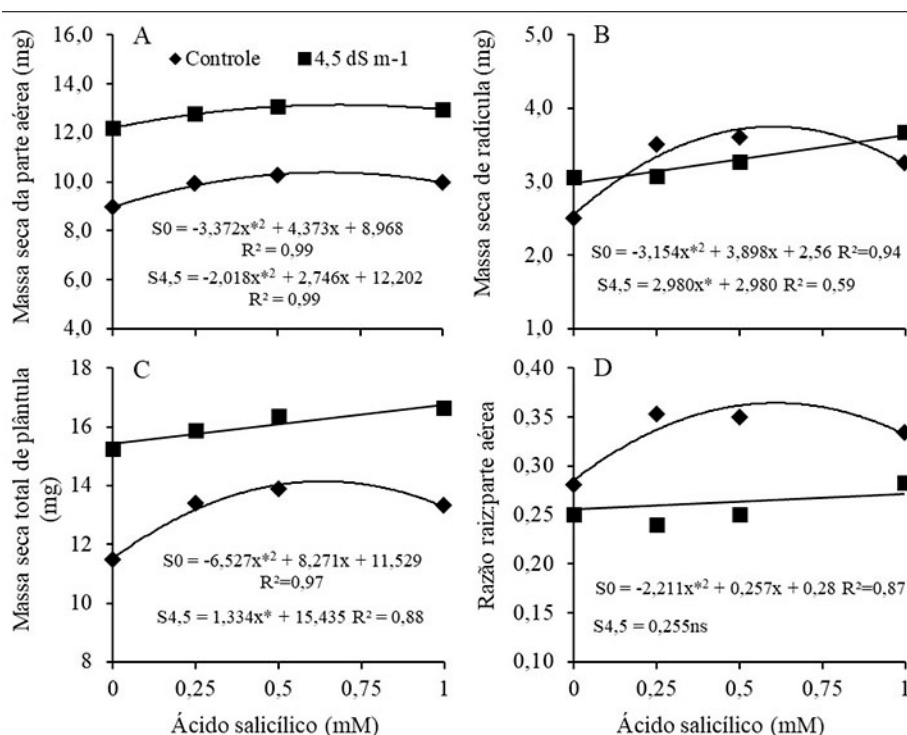 A
Controle
4,5 dS m-1
Massa seca da parte aérea (mg)
16,0
14,0
12,0
10,0
8,0
6,0
4,0
S0 = -3,372x*² + 4,373x + 8,968
R² = 0,99
S4,5 = -2,018x*² + 2,746x + 12,202
R² = 0,99
B
Massa seca de radícula (mg)
5,0
3,0
1,0
S0 = -3,154x*² + 3,898x + 2,56 R²=0,94
S4,5 = 2,980x* + 2,980 R² = 0,59
C
Massa seca total de plântula
(mg)
18
16
14
12
10
8
S0 = -6,527x*² + 8,271x + 11,529
R²=0,97
S4,5 = 1,334x* + 15,435 R² = 0,88
0
0,25
0,5
0,75
1
Ácido salicílico (mM)
D
Razão raiz:parte aérea
0,40
0,35
0,30
0,25
0,20
0,15
0,10
S0 = -2,211x*² + 0,257x + 0,28 R²=0,87
S4,5 = 0,255ns
0
0,25
0,5
0,75
1
Ácido salicílico (mM)